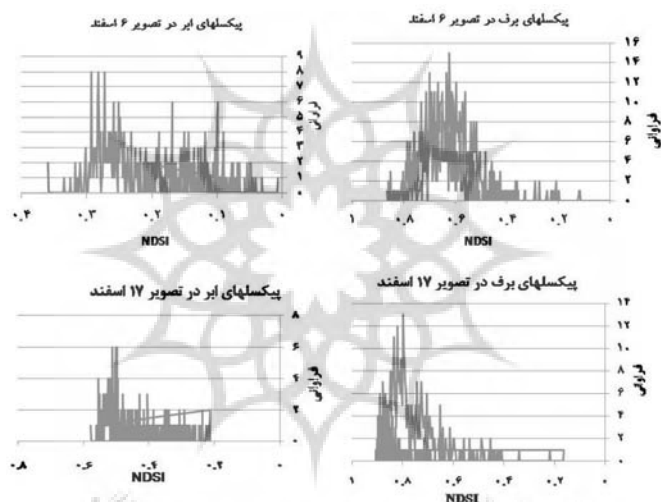 پیکسلهای برف در تصویر ۶ اسفند
۱۶
۱۴
۱۲
۱۰
۸
۶
۴
۲
۰
فراوانی
۱ ۰.۸ ۰.۶ ۰.۴ ۰.۲ ۰
NDSI
پیکسلهای ابر در تصویر ۶ اسفند
۹
۸
۷
۶
۵
۴
۳
۲
۱
۰
فراوانی
۰.۴ ۰.۳ ۰.۲ ۰.۱ ۰
NDSI
پیکسلهای برف در تصویر ۱۷ اسفند
۱۴
۱۲
۱۰
۸
۶
۴
۲
۰
فراوانی
۱ ۰.۸ ۰.۶ ۰.۴ ۰.۲ ۰
NDSI
پیکسلهای ابر در تصویر ۱۷ اسفند
۸
۶
۴
۲
۰
فراوانی
۰.۸ ۰.۶ ۰.۴ ۰.۲ ۰
NDSI